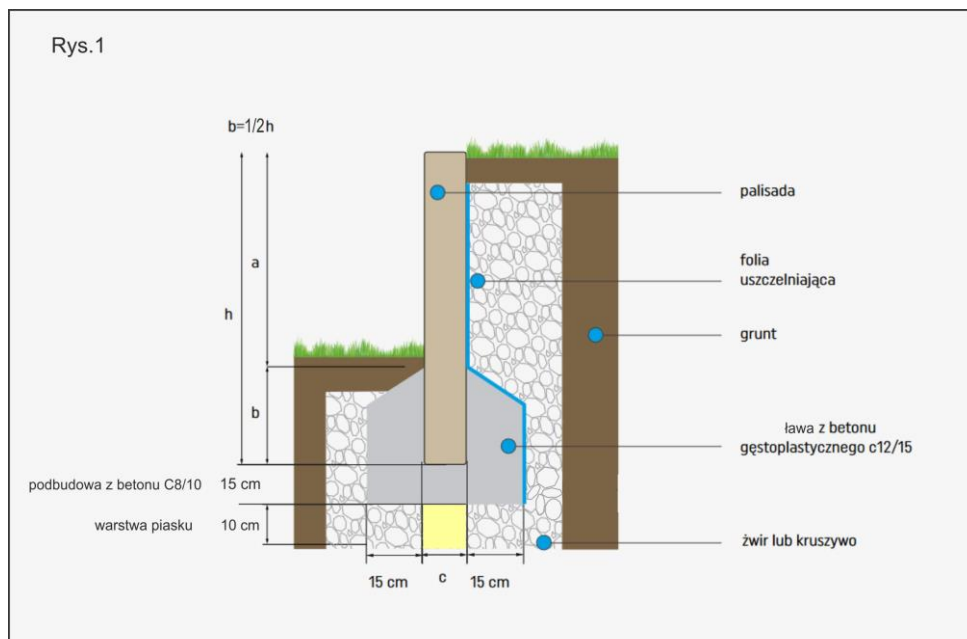 Rys.1
b=1/2h
a
h
b
palisada
folia
uszczelniająca
grunt
ława z betonu
gęstoplastycznego c12/15
podbudowa z betonu C8/10 15 cm
warstwa piasku 10 cm
żwir lub kruszywo
15 cm c 15 cm